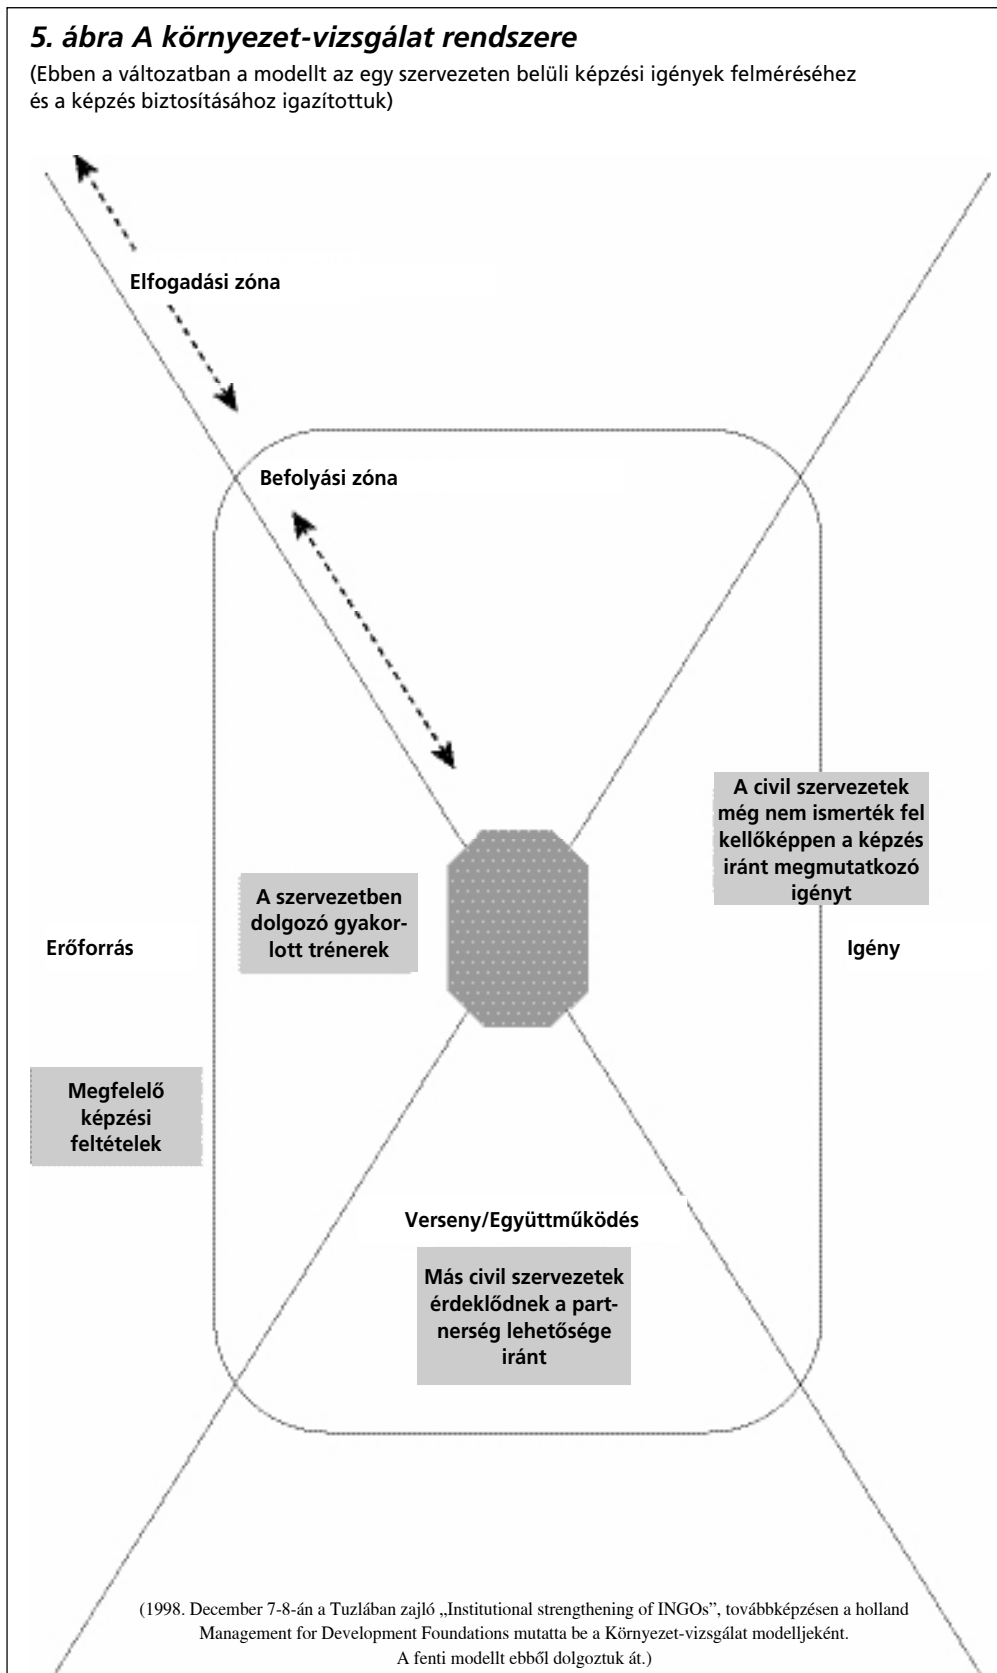 5. ábra A környezet-vizsgálat rendszere
(Ebben a változatban a modellt az egy szervezeten belüli képzési igények felméréséhez
és a képzés biztosításához igazítottuk)
Elfogadási zóna
Befolyási zóna
A civil szervezetek
még nem ismerték fel
kellőképpen a képzés
iránt megmutatkozó
igényt
A szervezetben
dolgozó gyakor-
lott trénerek
Erőforrás
Igény
Megfelelő
képzési
feltételek
Verseny/Együttműködés
Más civil szervezetek
érdeklődnek a part-
nerség lehetősége
iránt
(1998. December 7-8-án a Tuzlában zajló „Institutional strengthening of INGOs”, továbbképzésen a holland
Management for Development Foundations mutatta be a Környezet-vizsgálat modelljeként.
A fenti modellt ebből dolgoztuk át.)